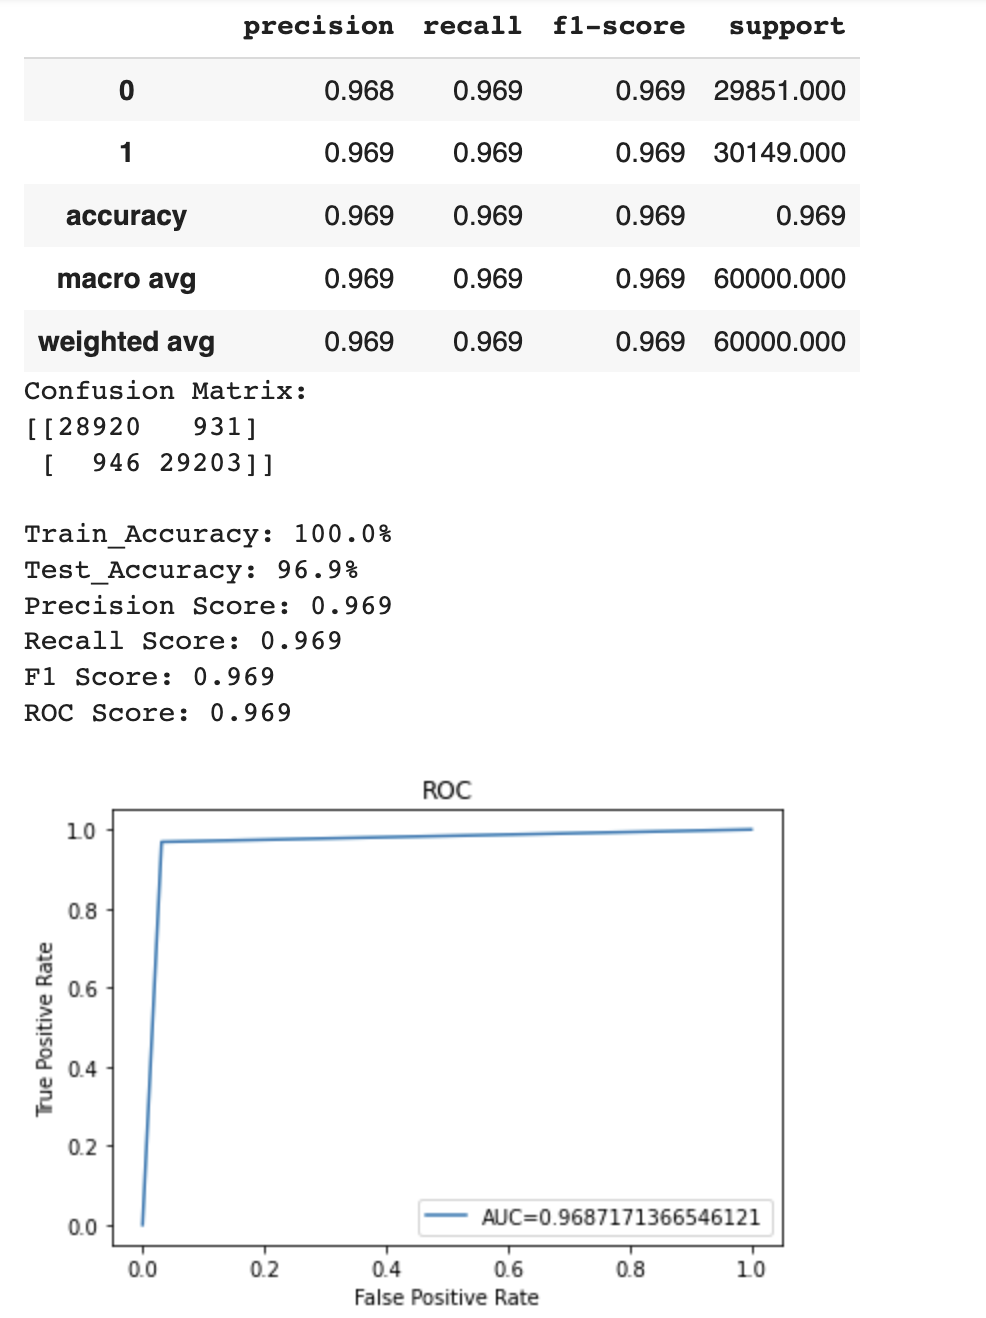 precision recall f1-score support
0 0.968 0.969 0.969 29851.000
1 0.969 0.969 0.969 30149.000
accuracy 0.969 0.969 0.969 0.969
macro avg 0.969 0.969 0.969 60000.000
weighted avg 0.969 0.969 0.969 60000.000
Confusion Matrix:
[[28920   931]
 [  946 29203]]
Train_Accuracy: 100.0%
Test_Accuracy: 96.9%
Precision Score: 0.969
Recall Score: 0.969
F1 Score: 0.969
ROC Score: 0.969
ROC
1.0
0.8
0.6
0.4
0.2
0.0
True Positive Rate
AUC=0.9687171366546121
0.0 0.2 0.4 0.6 0.8 1.0
False Positive Rate